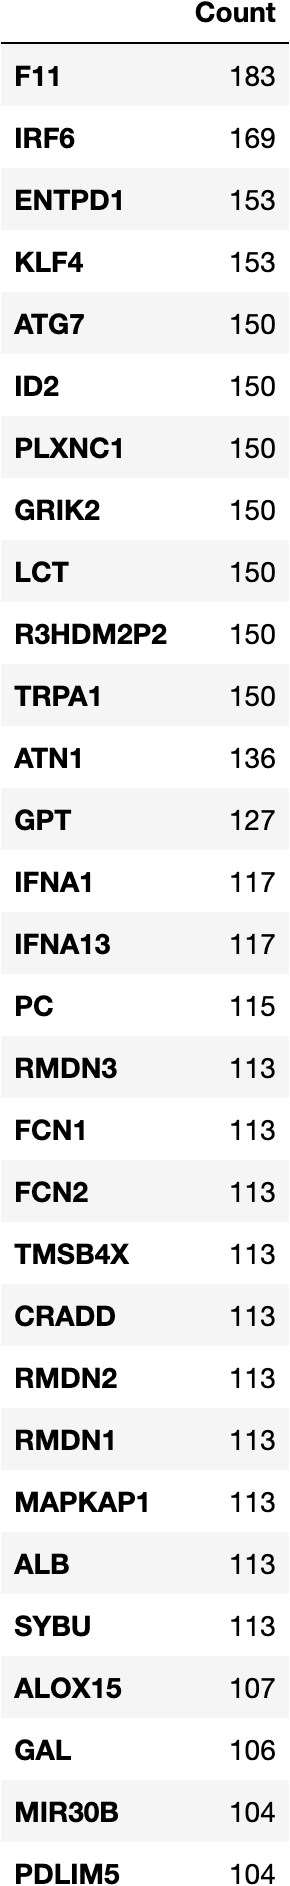 Count
F11 183
IRF6 169
ENTPD1 153
KLF4 153
ATG7 150
ID2 150
PLXNC1 150
GRIK2 150
LCT 150
R3HDM2P2 150
TRPA1 150
ATN1 136
GPT 127
IFNA1 117
IFNA13 117
PC 115
RMDN3 113
FCN1 113
FCN2 113
TMSB4X 113
CRADD 113
RMDN2 113
RMDN1 113
MAPKAP1 113
ALB 113
SYBU 113
ALOX15 107
GAL 106
MIR30B 104
PDLIM5 104